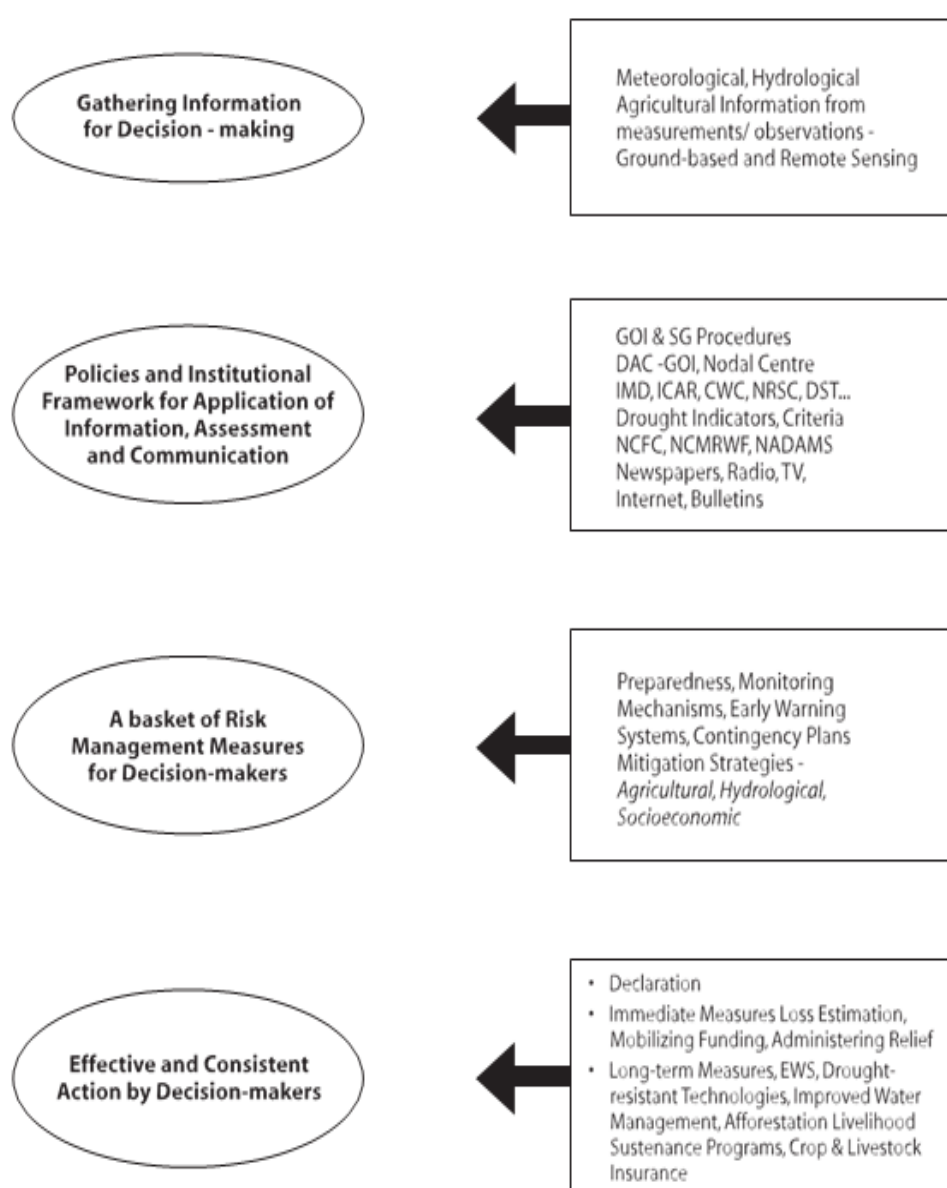 Gathering Information
for Decision - making
Meteorological, Hydrological
Agricultural Information from
measurements/ observations -
Ground-based and Remote Sensing
Policies and Institutional
Framework for Application of
Information, Assessment
and Communication
GOI & SG Procedures
DAC -GOI, Nodal Centre
IMD, ICAR, CWC, NRSC, DST...
Drought Indicators, Criteria
NCFC, NCMRWF, NADAMS
Newspapers, Radio, TV,
Internet, Bulletins
A basket of Risk
Management Measures
for Decision-makers
Preparedness, Monitoring
Mechanisms, Early Warning
Systems, Contingency Plans
Mitigation Strategies -
Agricultural, Hydrological,
Socioeconomic
Effective and Consistent
Action by Decision-makers
• Declaration
• Immediate Measures Loss Estimation,
Mobilizing Funding, Administering Relief
• Long-term Measures, EWS, Drought-
resistant Technologies, Improved Water
Management, Afforestation Livelihood
Sustenance Programs, Crop & Livestock
Insurance